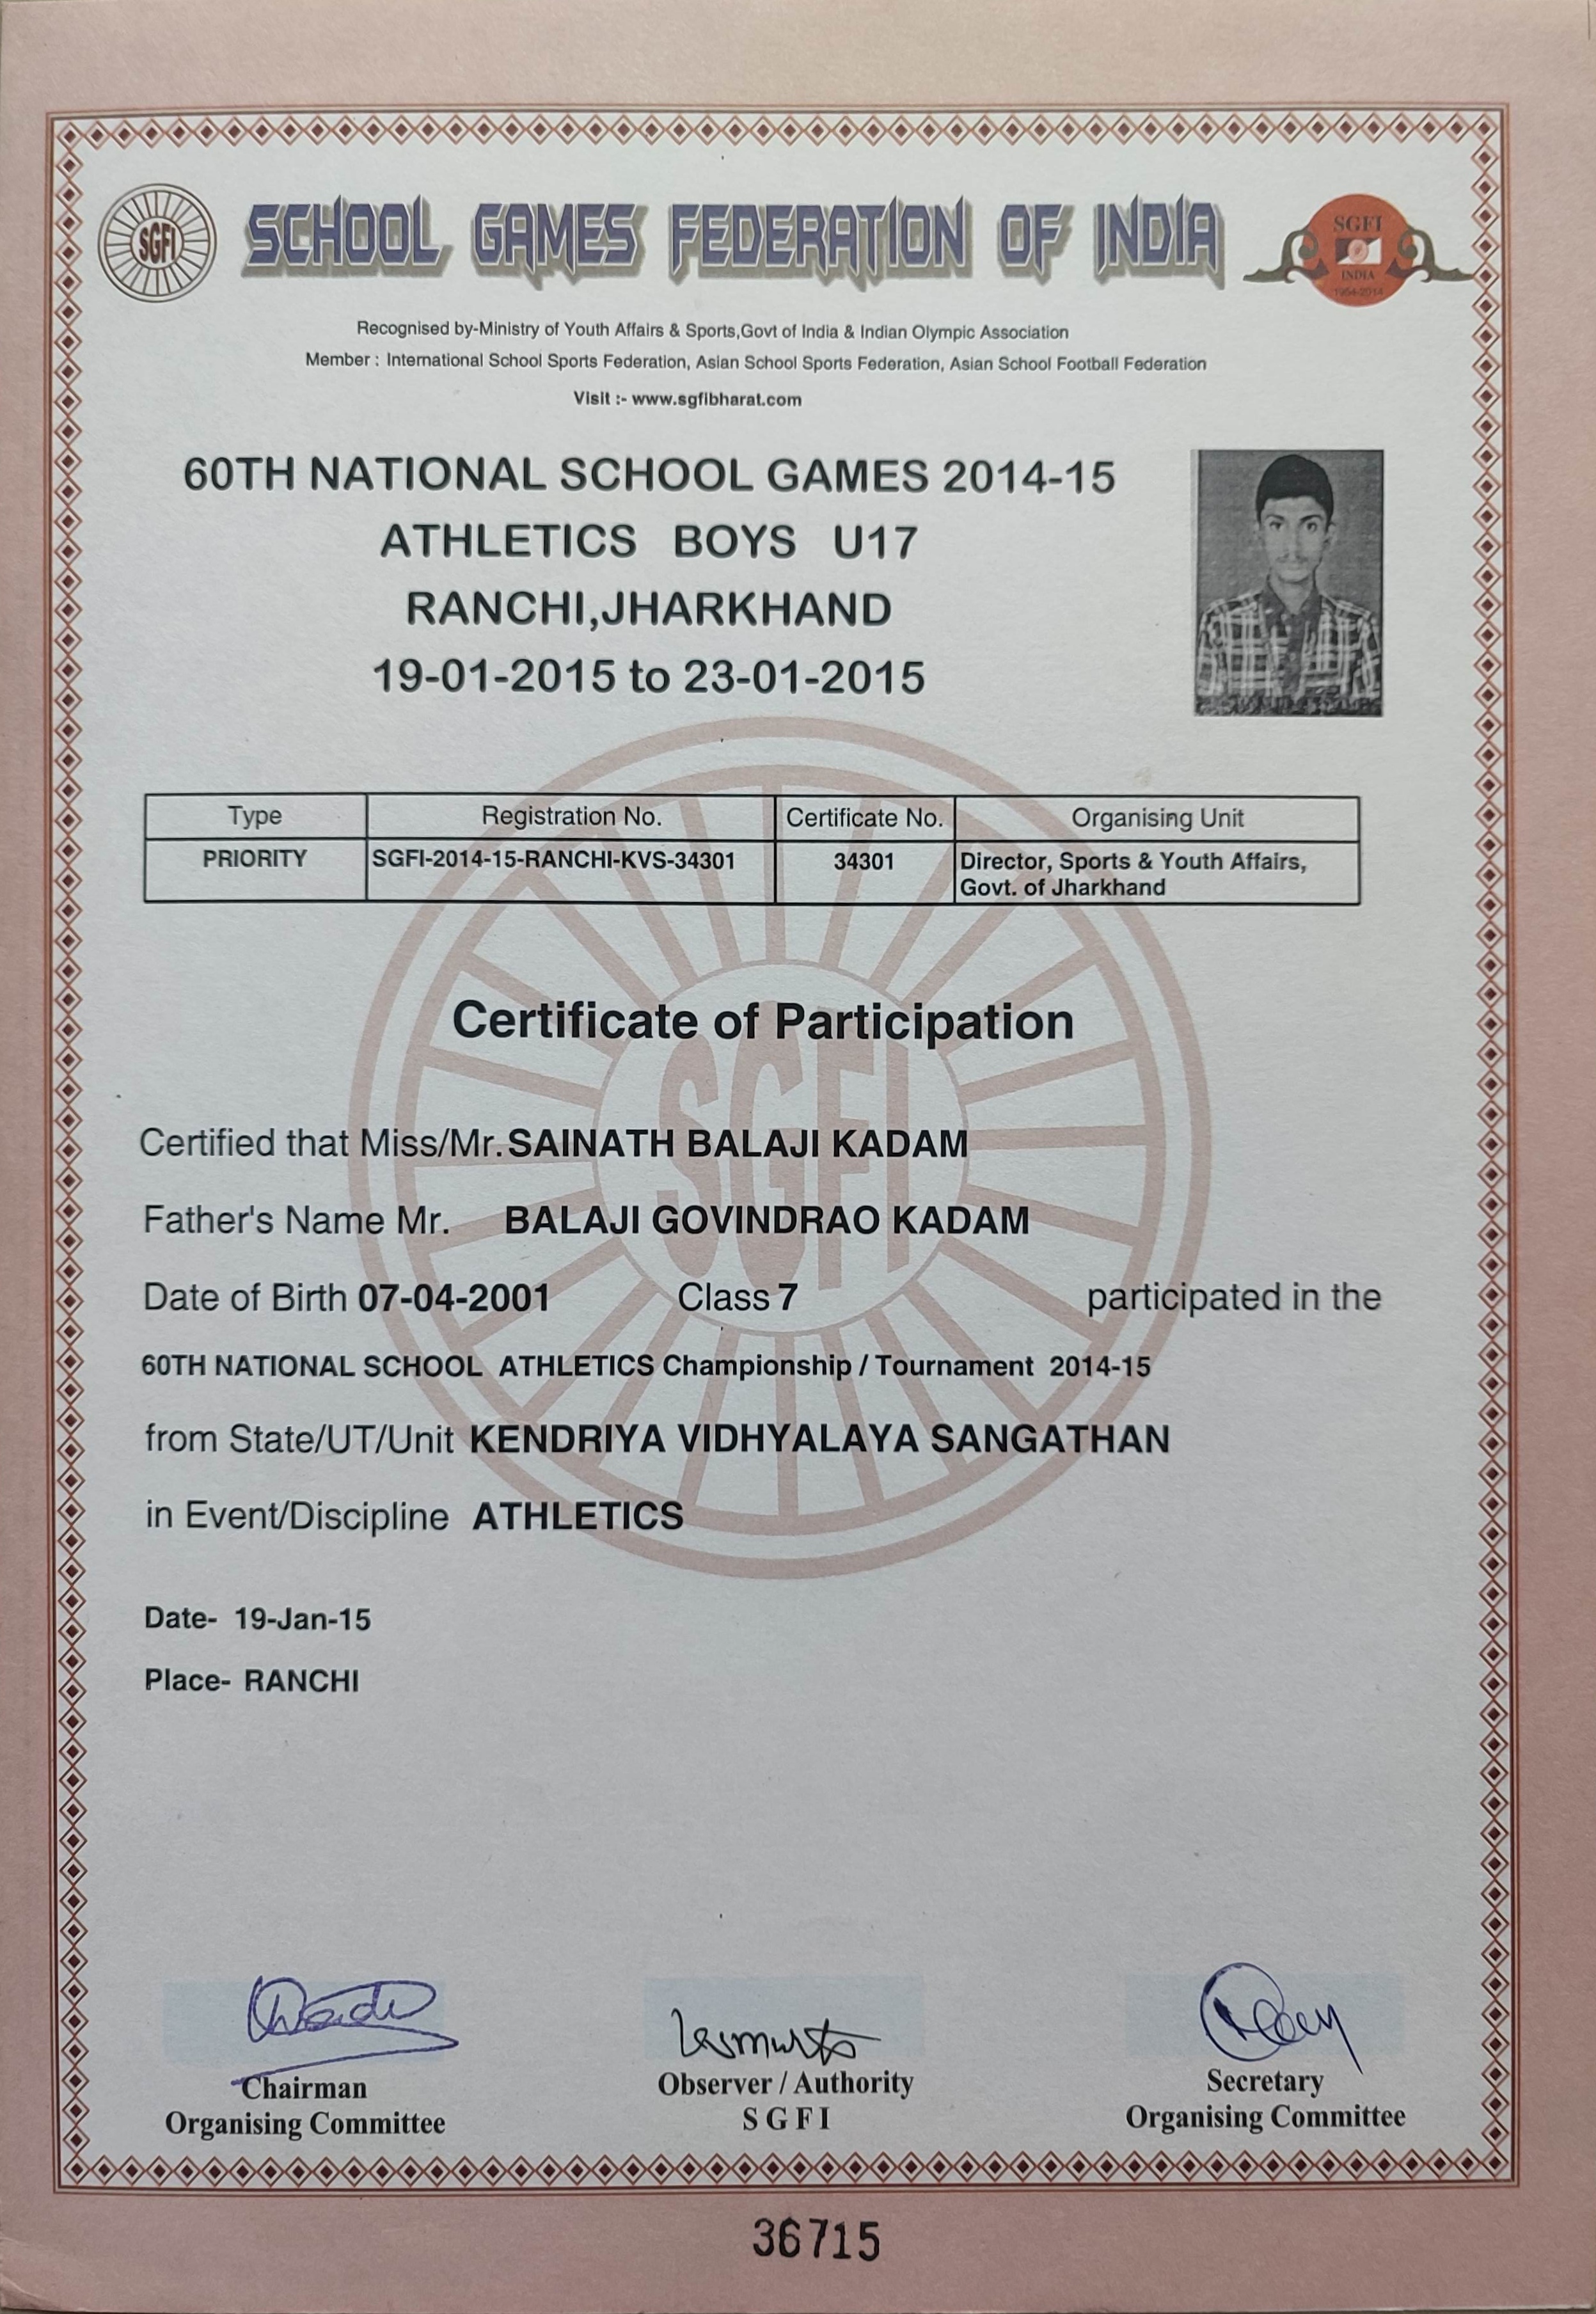 SGFI
SCHOOL GAMES FEDERATION OF INDIA
SGFI
INDIA
1954-2014
Recognised by-Ministry of Youth Affairs & Sports,Govt of India & Indian Olympic Association
Member : International School Sports Federation, Asian School Sports Federation, Asian School Football Federation
Visit :- www.sgfibharat.com
60TH NATIONAL SCHOOL GAMES 2014-15
ATHLETICS BOYS U17
RANCHI,JHARKHAND
19-01-2015 to 23-01-2015
Type Registration No. Certificate No. Organising Unit
PRIORITY SGFI-2014-15-RANCHI-KVS-34301 34301 Director, Sports & Youth Affairs,
Govt. of Jharkhand
SGFI
Certificate of Participation
Certified that Miss/Mr. SAINATH BALAJI KADAM
Father's Name Mr. BALAJI GOVINDRAO KADAM
Date of Birth 07-04-2001 Class 7 participated in the
60TH NATIONAL SCHOOL ATHLETICS Championship / Tournament 2014-15
from State/UT/Unit KENDRIYA VIDHYALAYA SANGATHAN
in Event/Discipline ATHLETICS
Date- 19-Jan-15
Place- RANCHI
Chairman
Organising Committee
Observer / Authority
S G F I
Secretary
Organising Committee
36715